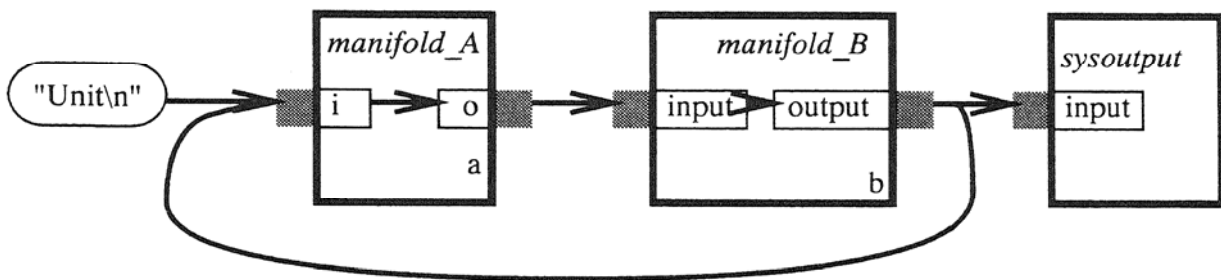 "Unit\n"
manifold_A
i
o
a
manifold_B
input
output
b
sysoutput
input